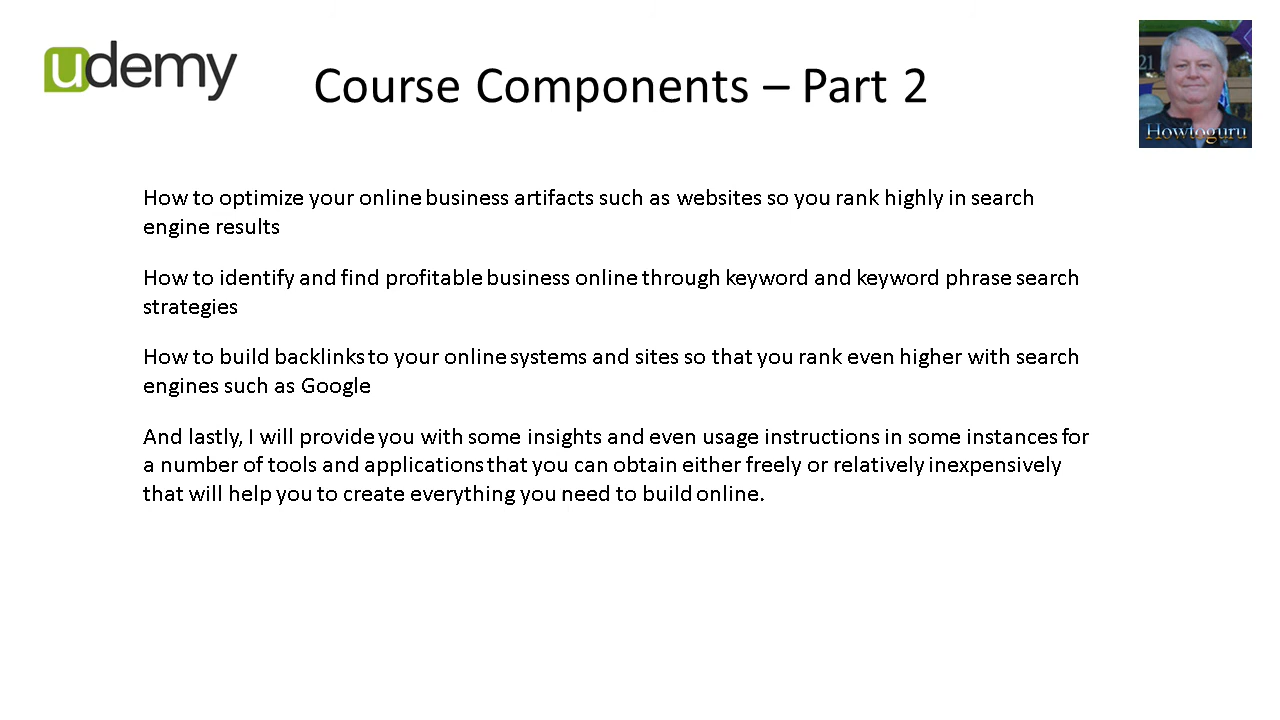 udemy
Course Components – Part 2
21
Howtoguru
How to optimize your online business artifacts such as websites so you rank highly in search
engine results
How to identify and find profitable business online through keyword and keyword phrase search
strategies
How to build backlinks to your online systems and sites so that you rank even higher with search
engines such as Google
And lastly, I will provide you with some insights and even usage instructions in some instances for
a number of tools and applications that you can obtain either freely or relatively inexpensively
that will help you to create everything you need to build online.